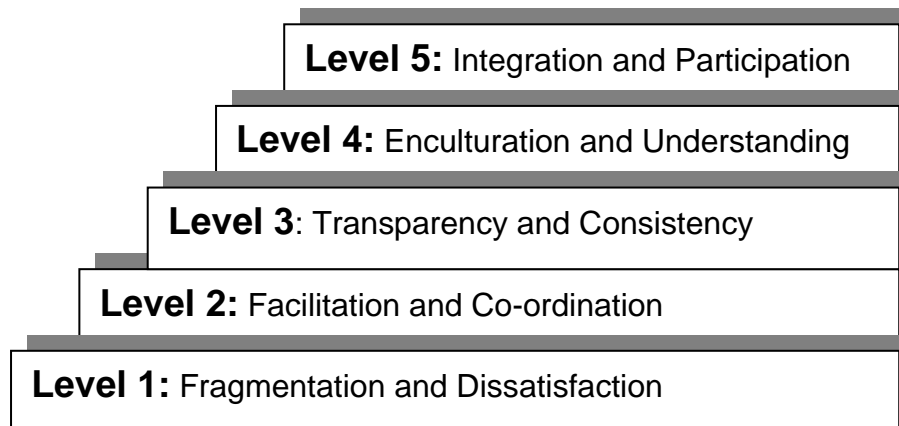 Level 5: Integration and Participation
Level 4: Enculturation and Understanding
Level 3: Transparency and Consistency
Level 2: Facilitation and Co-ordination
Level 1: Fragmentation and Dissatisfaction